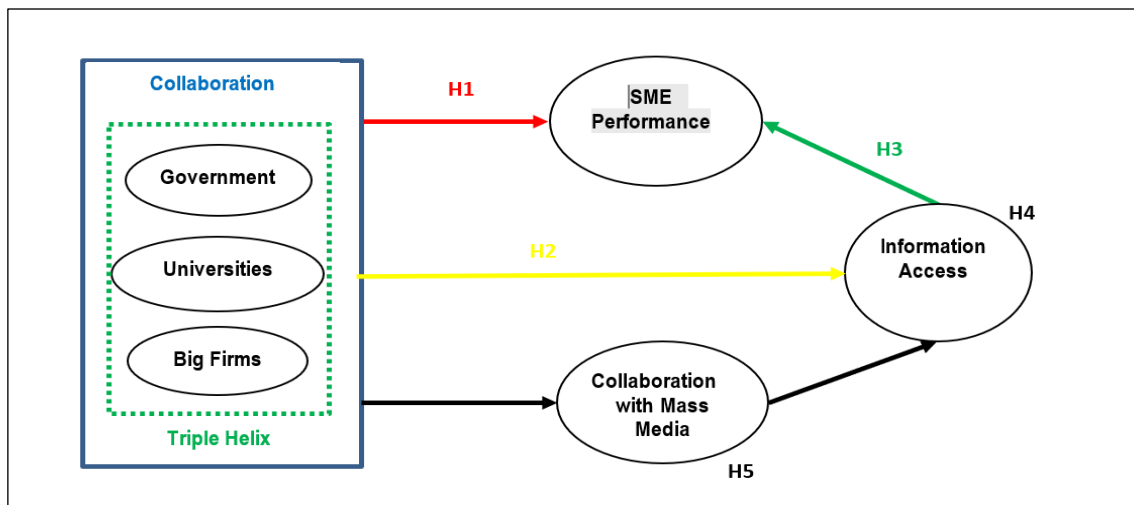 Collaboration
Government
Universities
Big Firms
Triple Helix
H1
SME
Performance
H2
H3
H4
Information
Access
Collaboration
with Mass
Media
H5